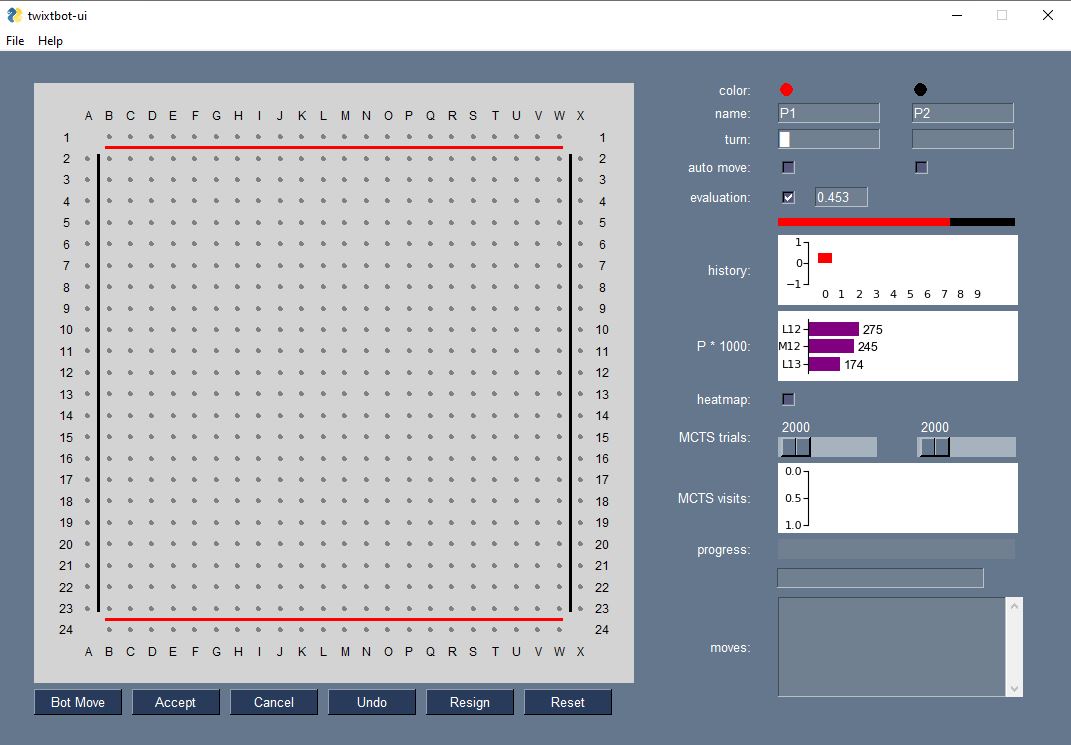 twixtbot-ui
File Help
A B C D E F G H I J K L M N O P Q R S T U V W X
1 1
2 2
3 3
4 4
5 5
6 6
7 7
8 8
9 9
10 10
11 11
12 12
13 13
14 14
15 15
16 16
17 17
18 18
19 19
20 20
21 21
22 22
23 23
24 24
A B C D E F G H I J K L M N O P Q R S T U V W X
Bot Move Accept Cancel Undo Resign Reset
color:
name: P1 P2
turn:
auto move:
evaluation: 0.453
history:
1
0
−1
0 1 2 3 4 5 6 7 8 9
P * 1000:
L12 275
M12 245
L13 174
heatmap:
2000 2000
MCTS trials:
MCTS visits:
0.0
0.5
1.0
progress:
moves: